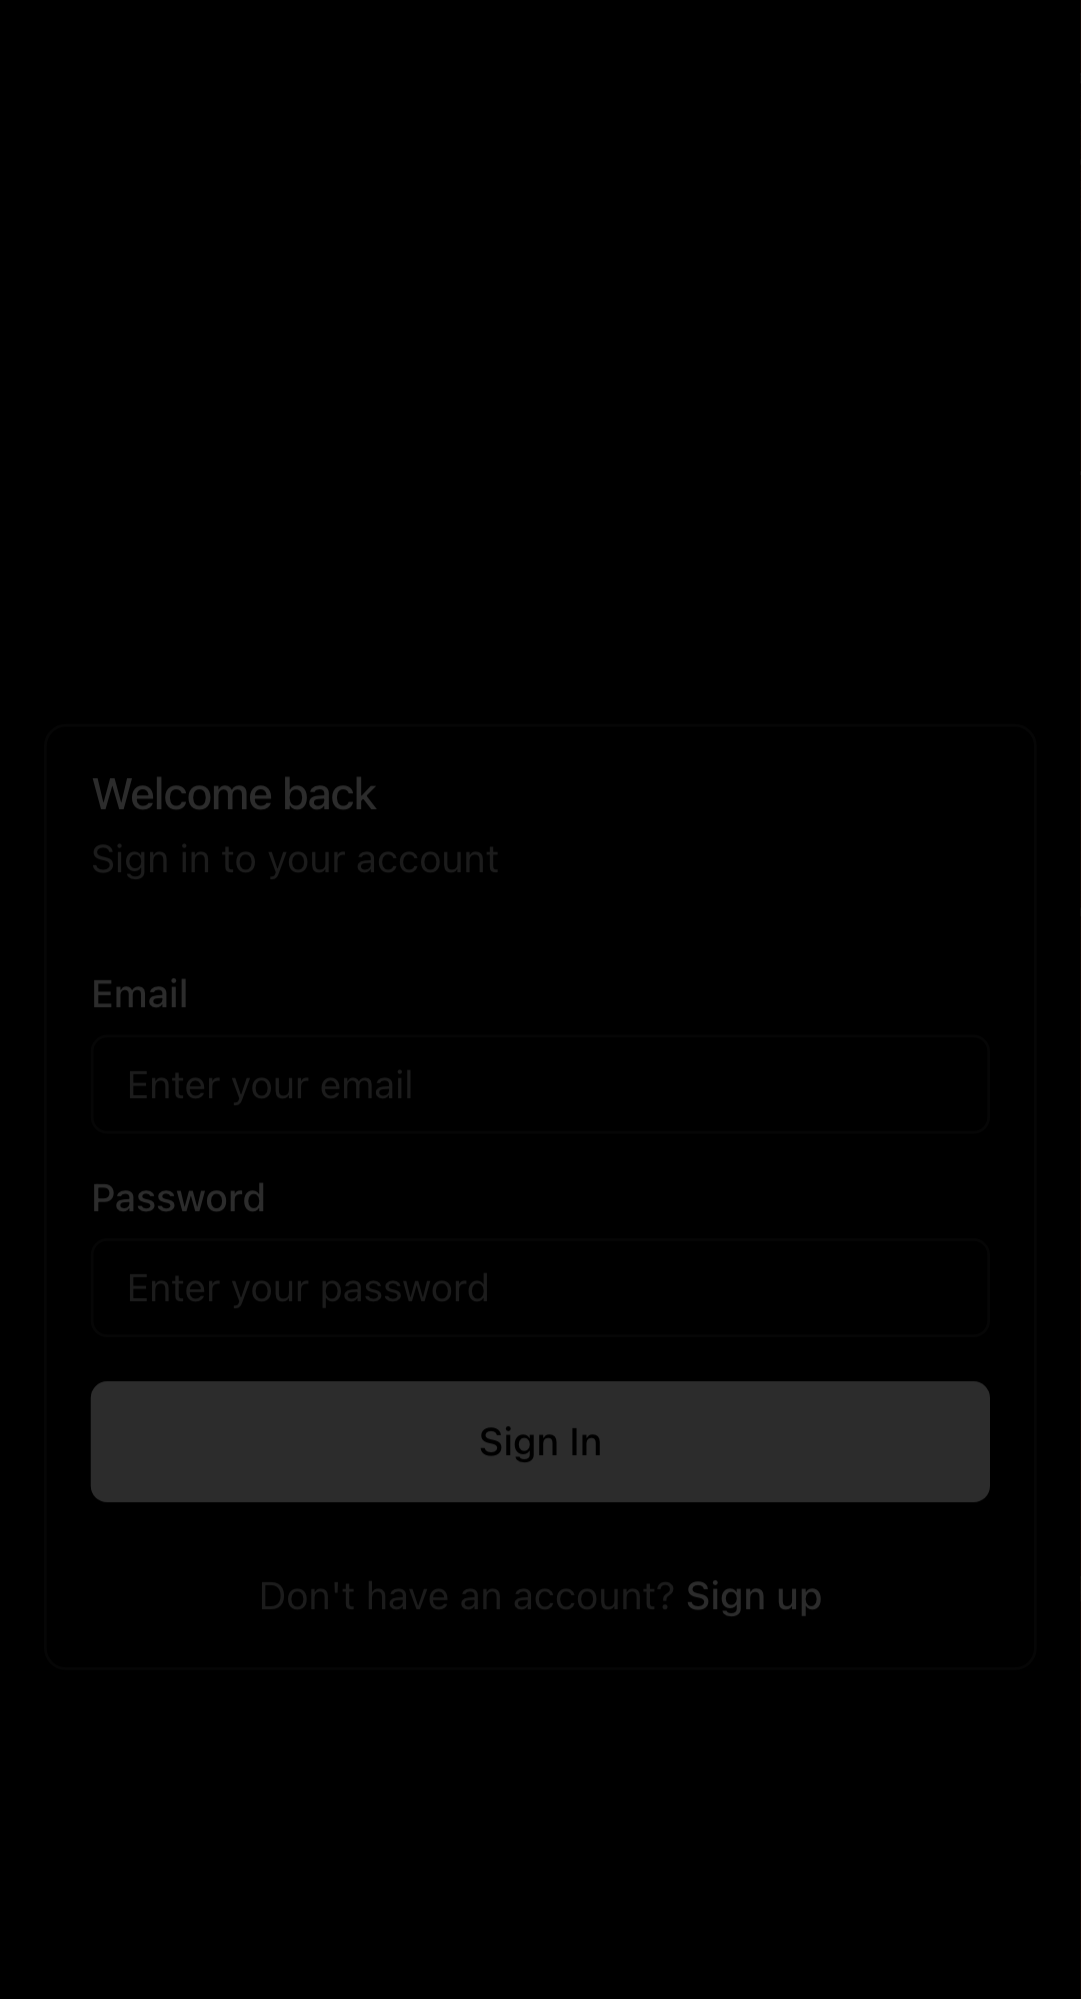 Welcome back
Sign in to your account
Email
Enter your email
Password
Enter your password
Sign In
Don't have an account? Sign up